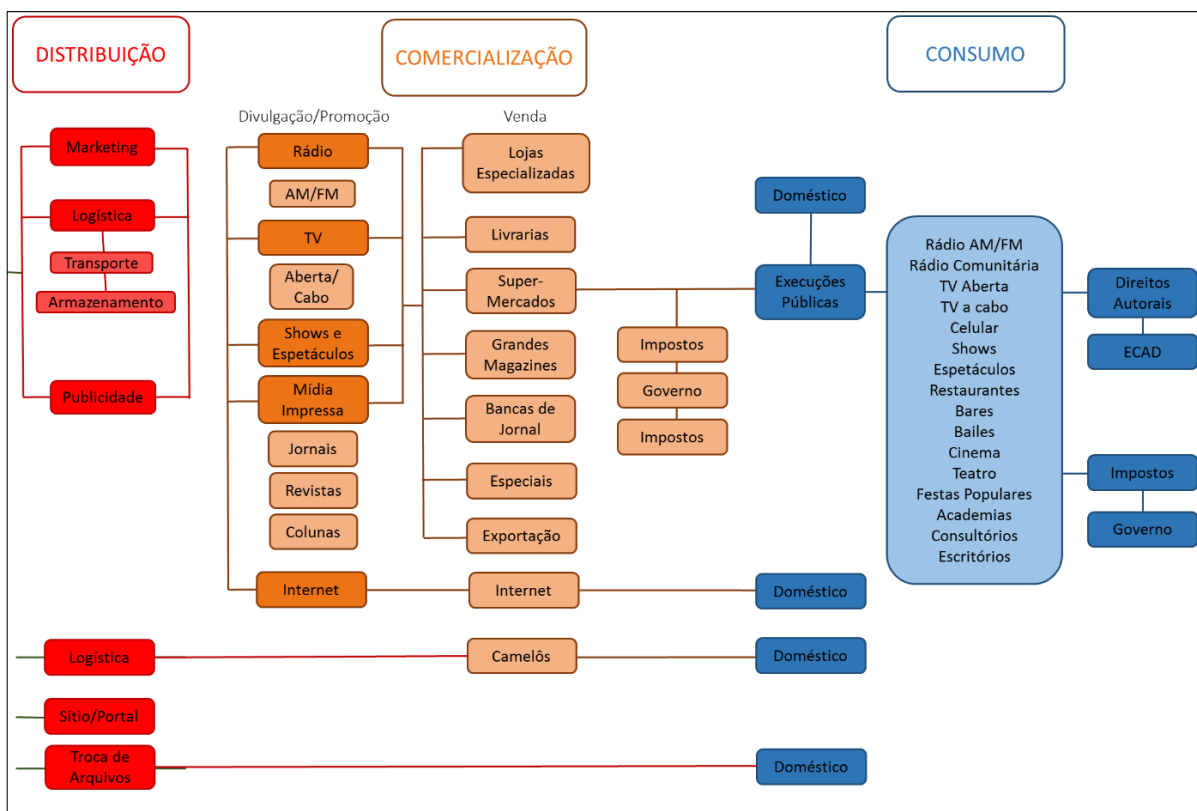 DISTRIBUIÇÃO
COMERCIALIZAÇÃO
CONSUMO
Divulgação/Promoção
Venda
Marketing
Logística
Transporte
Armazenamento
Publicidade
Rádio
AM/FM
TV
Aberta/
Cabo
Shows e
Espetáculos
Mídia
Impressa
Jornais
Revistas
Colunas
Internet
Lojas
Especializadas
Livrarias
Super-
Mercados
Grandes
Magazines
Bancas de
Jornal
Especiais
Exportação
Internet
Impostos
Governo
Impostos
Doméstico
Execuções
Públicas
Rádio AM/FM
Rádio Comunitária
TV Aberta
TV a cabo
Celular
Shows
Espetáculos
Restaurantes
Bares
Bailes
Cinema
Teatro
Festas Populares
Academias
Consultórios
Escritórios
Direitos
Autorais
ECAD
Impostos
Governo
Doméstico
Logística
Camelôs
Doméstico
Sítio/Portal
Troca de
Arquivos
Doméstico